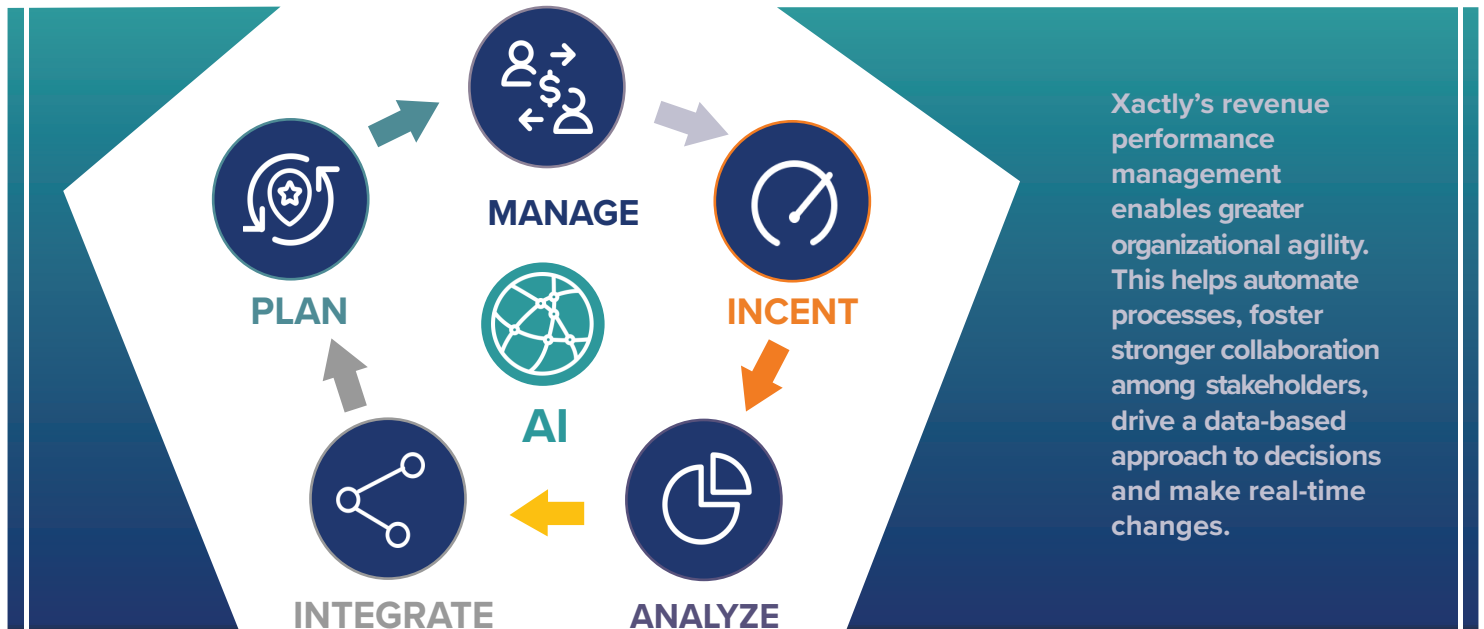 MANAGE
PLAN
INCENT
AI
INTEGRATE
ANALYZE
Xactly’s revenue
performance
management
enables greater
organizational agility.
This helps automate
processes, foster
stronger collaboration
among stakeholders,
drive a data-based
approach to decisions
and make real-time
changes.